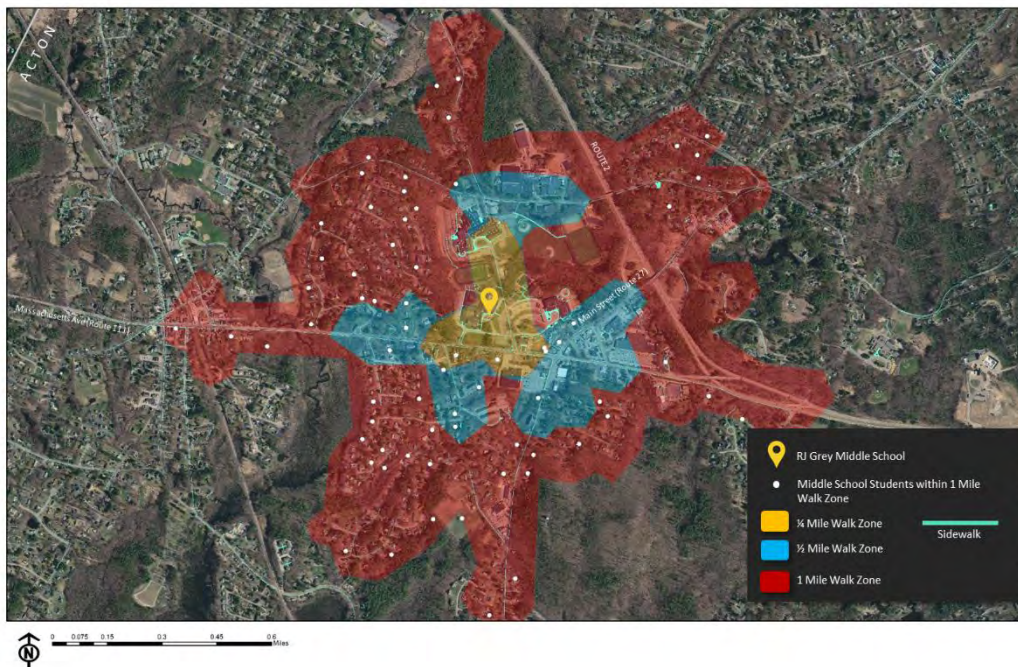 ACTON
ROUTE 2
Main Street (Route 27)
Massachusetts Ave (Route 111)
RJ Grey Middle School
Middle School Students within 1 Mile
Walk Zone
¼ Mile Walk Zone
Sidewalk
½ Mile Walk Zone
1 Mile Walk Zone
N
0 0.075 0.15 0.3 0.45 0.6
Miles